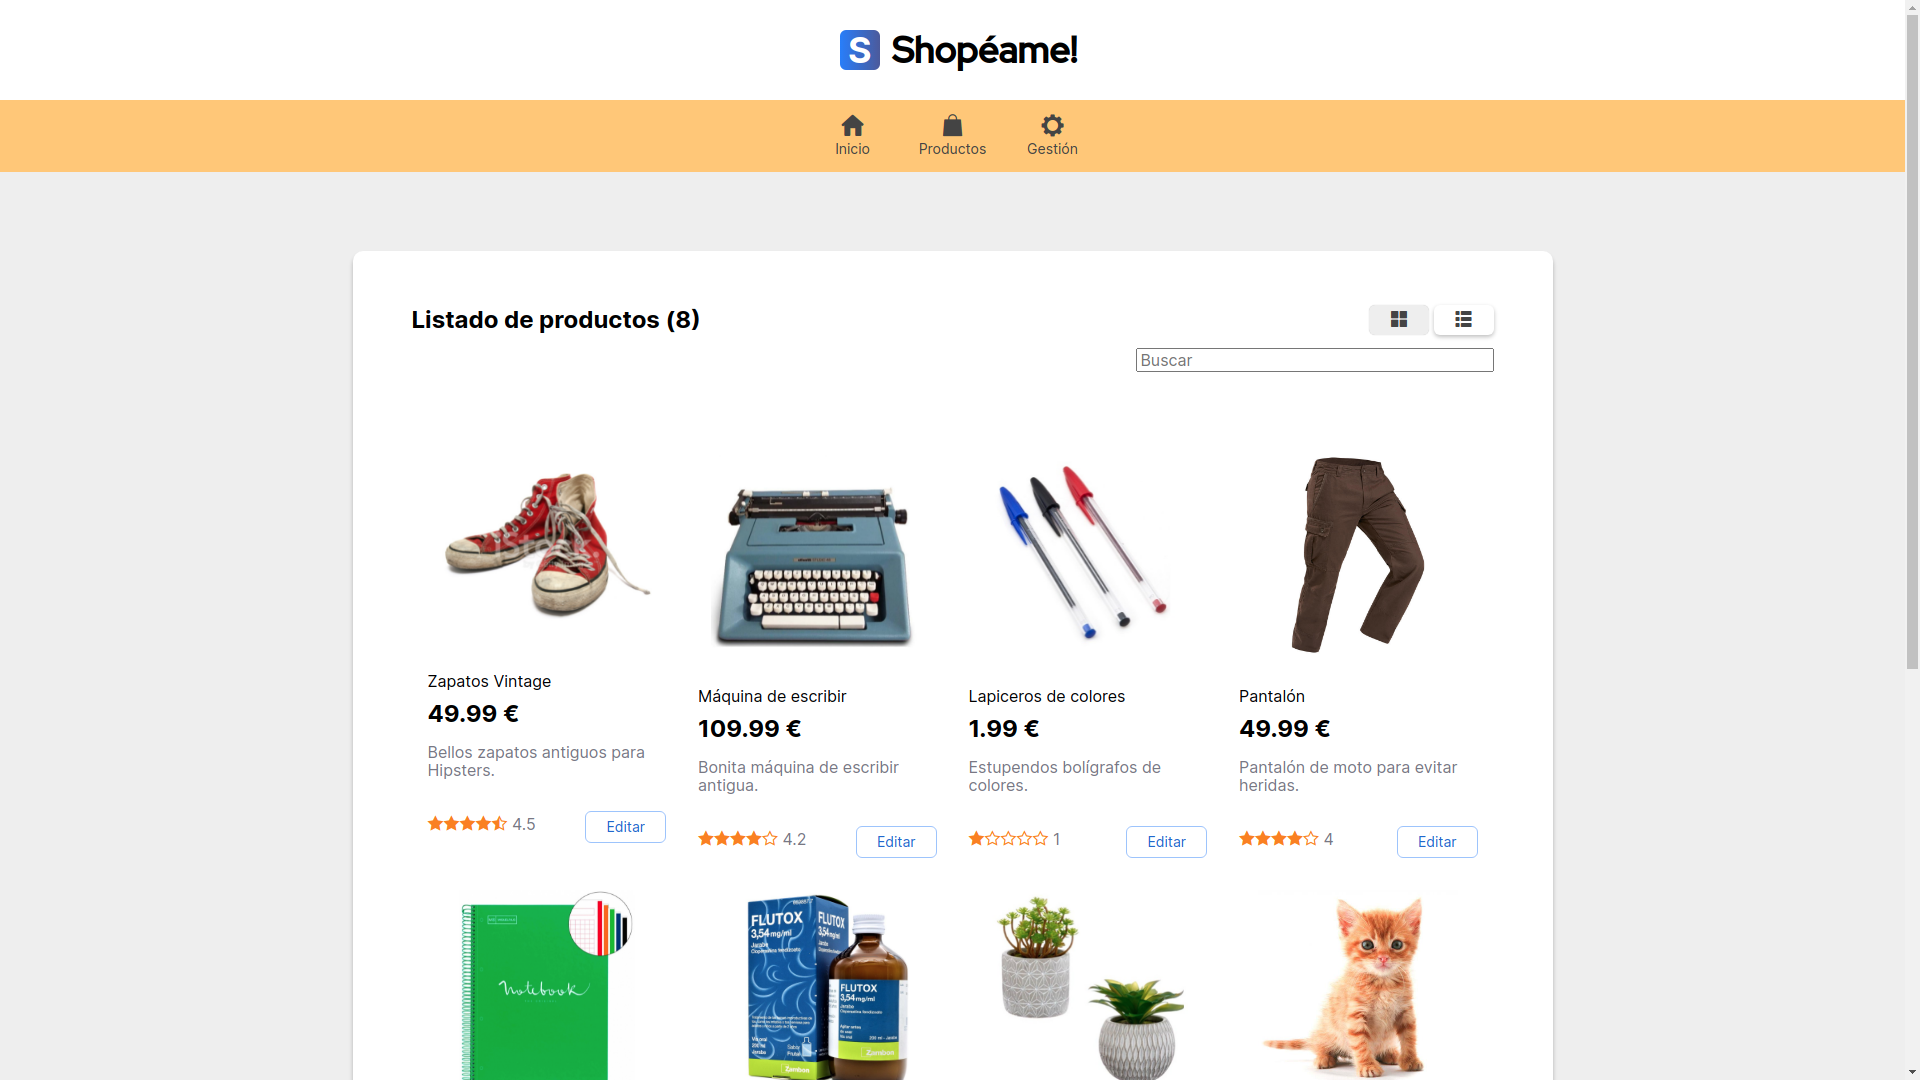 S Shopéame!
Inicio Productos Gestión
Listado de productos (8)
Buscar
Zapatos Vintage
49.99 €
Bellos zapatos antiguos para
Hipsters.
4.5 Editar
Máquina de escribir
109.99 €
Bonita máquina de escribir
antigua.
4.2 Editar
Lapiceros de colores
1.99 €
Estupendos bolígrafos de
colores.
1 Editar
Pantalón
49.99 €
Pantalón de moto para evitar
heridas.
4 Editar
Notebook
FLUTOX
3,54 mg/ml
Jarabe
FLUTOX
3,54 mg/ml
Zambon
FLUTOX
3,54 mg/ml
Jarabe
Zambon